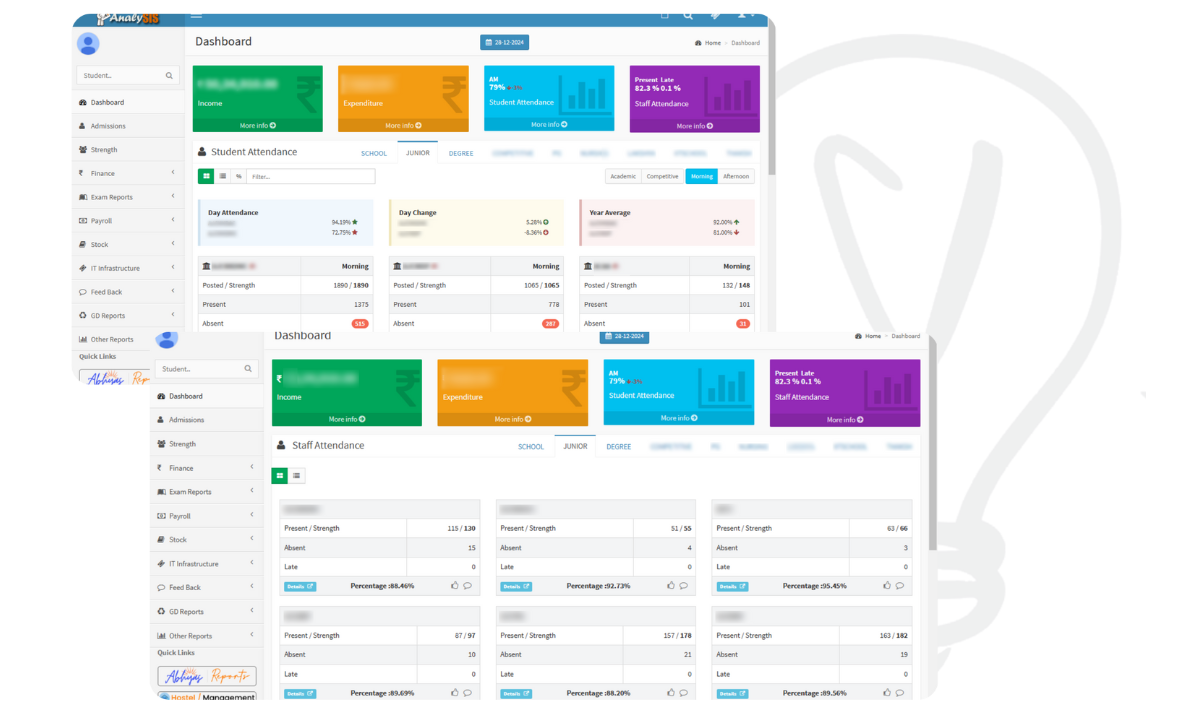 Analysis
Dashboard
28-12-2024
Home > Dashboard
Student..
Dashboard
Admissions
Strength
₹ Finance
Exam Reports
Payroll
Stock
IT Infrastructure
Feed Back
GD Reports
Other Reports
Quick Links
Abhyas Repor
Income
More info
Expenditure
More info
AM
79%
Student Attendance
More info
Present Late
82.3 % 0.1 %
Staff Attendance
More info
Student Attendance
SCHOOL JUNIOR DEGREE
% Filter...
Academic Competitive Morning Afternoon
Day Attendance
94.19%
72.75%
Day Change
5.28%
-8.36%
Year Average
92.00%
81.00%
Morning
Posted / Strength 1890 / 1890
Present 1375
Absent 515
Morning
Posted / Strength 1065 / 1065
Present 778
Absent 287
Morning
Posted / Strength 132 / 148
Present 101
Absent 31
Dashboard
28-12-2024
Home > Dashboard
Student..
Dashboard
Admissions
Strength
₹ Finance
Exam Reports
Payroll
Stock
IT Infrastructure
Feed Back
GD Reports
Other Reports
Quick Links
Abhyas Reports
Hostel / Management
₹
Income
More info
Expenditure
More info
AM
79%
Student Attendance
More info
Present Late
82.3 % 0.1 %
Staff Attendance
More info
Staff Attendance
SCHOOL JUNIOR DEGREE
Present / Strength 115 / 130
Absent 15
Late 0
Details Percentage :88.46%
Present / Strength 51 / 55
Absent 4
Late 0
Details Percentage :92.73%
Present / Strength 63 / 66
Absent 3
Late 0
Details Percentage :95.45%
Present / Strength 87 / 97
Absent 10
Late 0
Details Percentage :89.69%
Present / Strength 157 / 178
Absent 21
Late 0
Details Percentage :88.20%
Present / Strength 163 / 182
Absent 19
Late 0
Details Percentage :89.56%